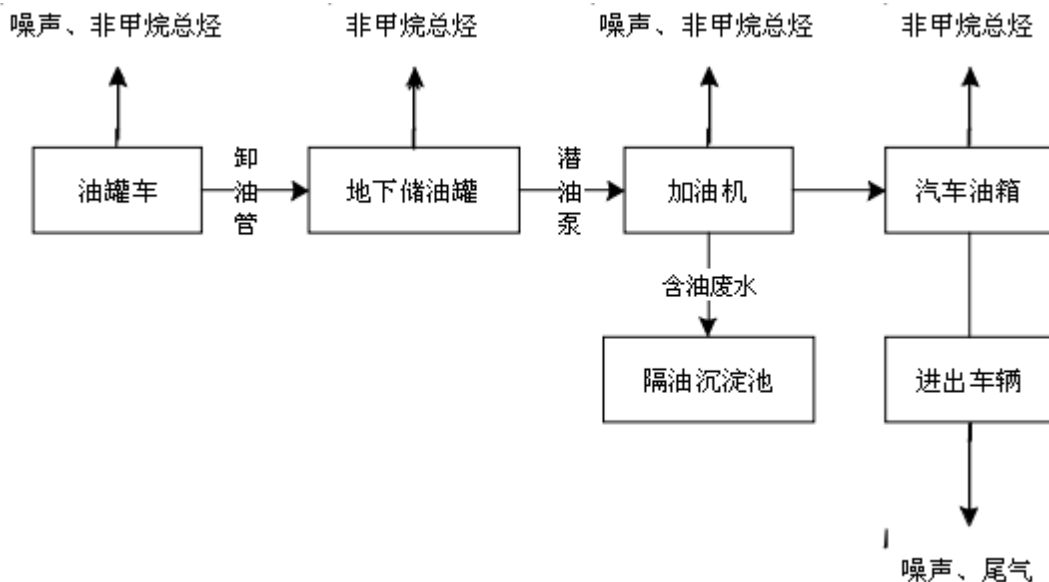 噪声、非甲烷总烃
非甲烷总烃
噪声、非甲烷总烃
非甲烷总烃
油罐车
卸油管
地下储油罐
潜油泵
加油机
汽车油箱
含油废水
隔油沉淀池
进出车辆
噪声、尾气